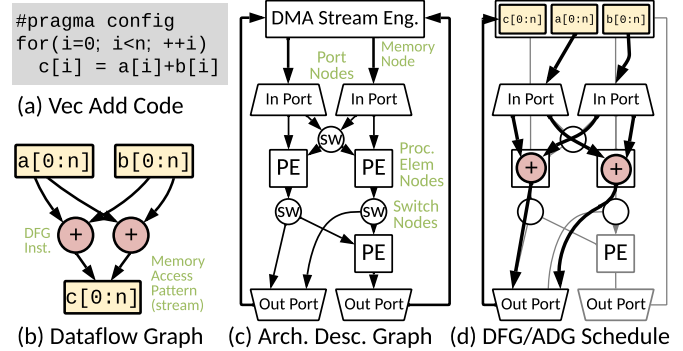 #pragma config
for(i=0; i<n; ++i)
c[i] = a[i]+b[i]
(a) Vec Add Code
a[0:n]
b[0:n]
+
+
DFG
Inst.
c[0:n]
Memory
Access
Pattern
(stream)
(b) Dataflow Graph
DMA Stream Eng.
Port
Nodes
Memory
Node
In Port
In Port
SW
PE
PE
Proc.
Elem
Nodes
SW
SW
Switch
Nodes
PE
Out Port
Out Port
(c) Arch. Desc. Graph
c[0:n]
a[0:n]
b[0:n]
In Port
In Port
+
+
PE
Out Port
Out Port
(d) DFG/ADG Schedule